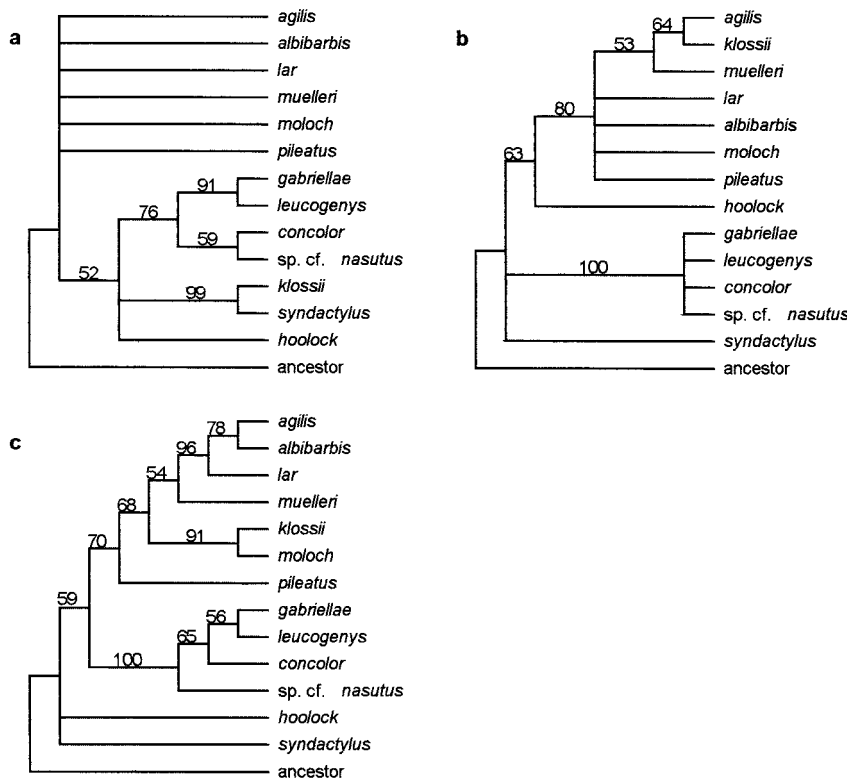 a
agilis
albibarbis
lar
muelleri
moloch
pileatus
91
gabriellae
leucogenys
76
59
concolor
sp. cf. nasutus
52
99
klossii
syndactylus
hoolock
ancestor
b
64
agilis
53
klossii
muelleri
lar
80
albibarbis
moloch
63
pileatus
hoolock
gabriellae
leucogenys
100
concolor
sp. cf. nasutus
syndactylus
ancestor
c
78
agilis
96
albibarbis
54
lar
68
muelleri
91
klossii
moloch
70
pileatus
59
56
gabriellae
65
leucogenys
100
concolor
sp. cf. nasutus
hoolock
syndactylus
ancestor